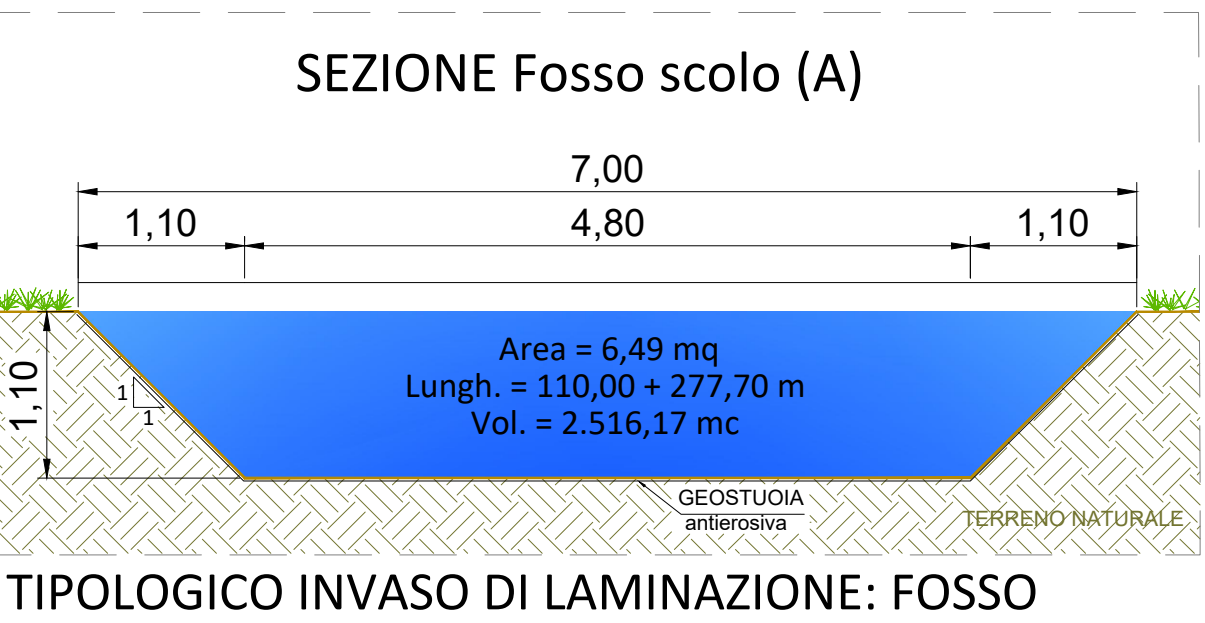 SEZIONE Fosso scolo (A)
7,00
1,10
4,80
1,10
1,10
1
1
Area = 6,49 mq
Lungh. = 110,00 + 277,70 m
Vol. = 2.516,17 mc
GEOSTUOIA
antierosiva
TERRENO NATURALE
TIPOLOGICO INVASO DI LAMINAZIONE: FOSSO